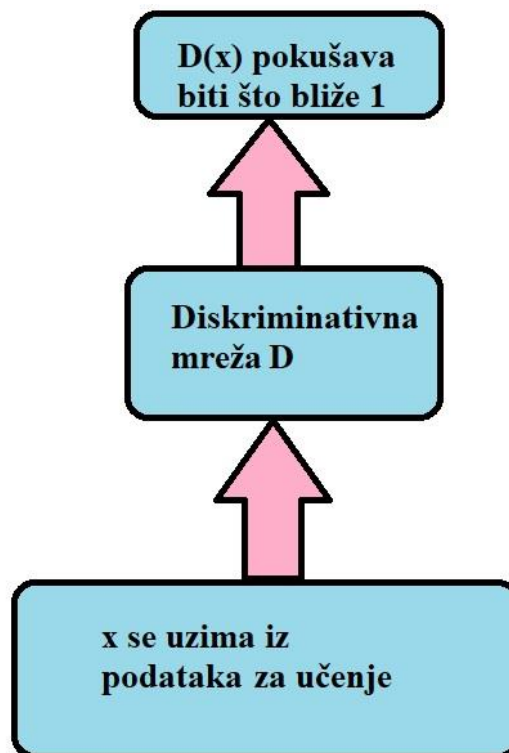 D(x) pokušava
biti što bliže 1
Diskriminativna
mreža D
x se uzima iz
podataka za učenje